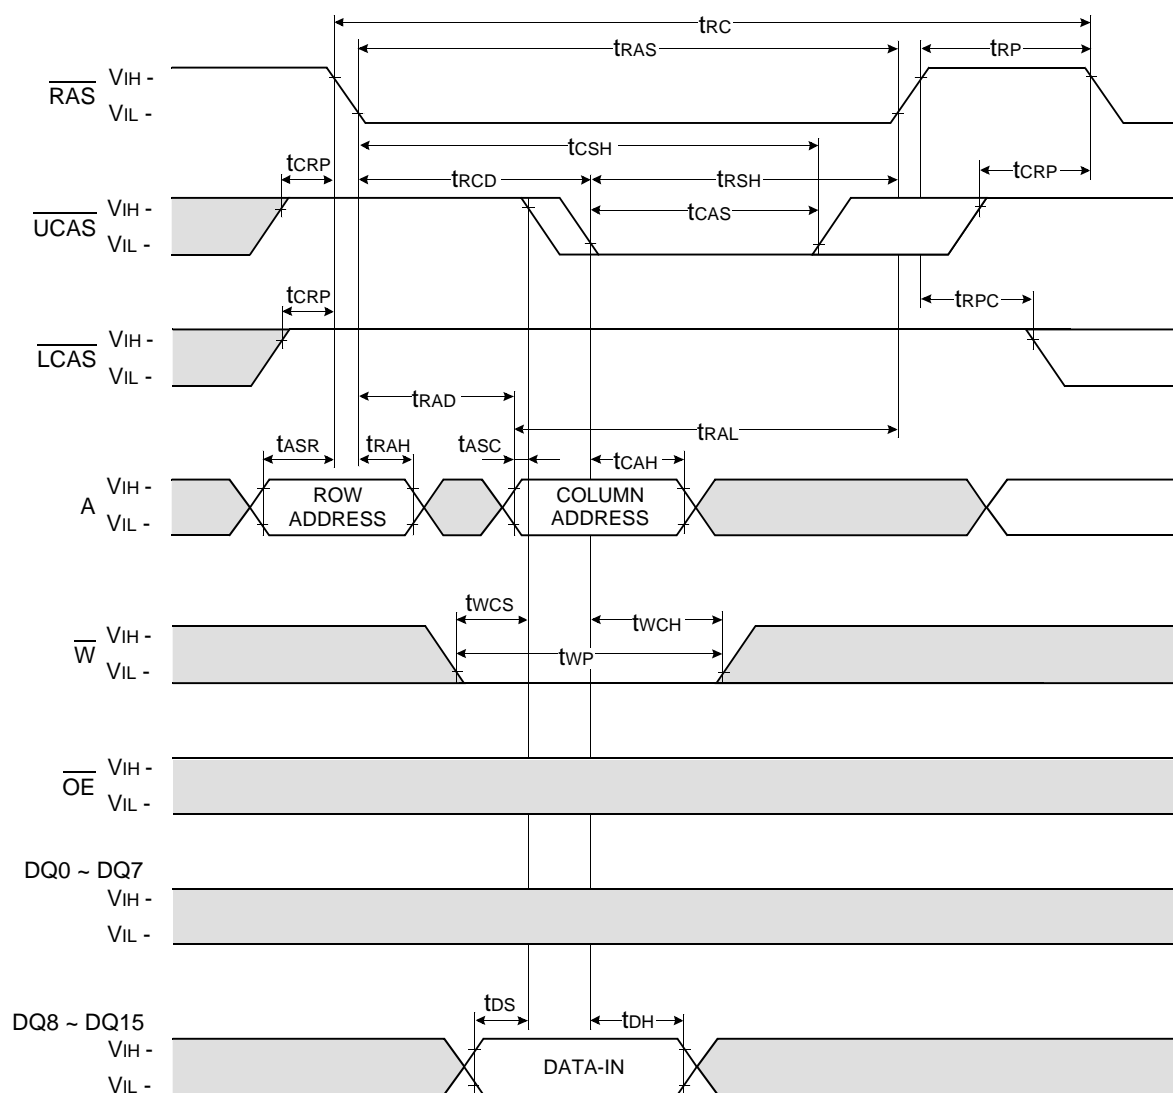 tRC
tRAS
tRP
RAS
VIH -
VIL -
tCSH
tCRP
tRCD
tRSH
tCRP
UCAS
VIH -
VIL -
tCAS
tCRP
tRPC
LCAS
VIH -
VIL -
tRAD
tRAL
tASR
tRAH
tASC
tCAH
A
VIH -
VIL -
ROW
ADDRESS
COLUMN
ADDRESS
tWCS
tWCH
W
VIH -
VIL -
tWP
OE
VIH -
VIL -
DQ0 ~ DQ7
VIH -
VIL -
tDS
tDH
DQ8 ~ DQ15
VIH -
VIL -
DATA-IN